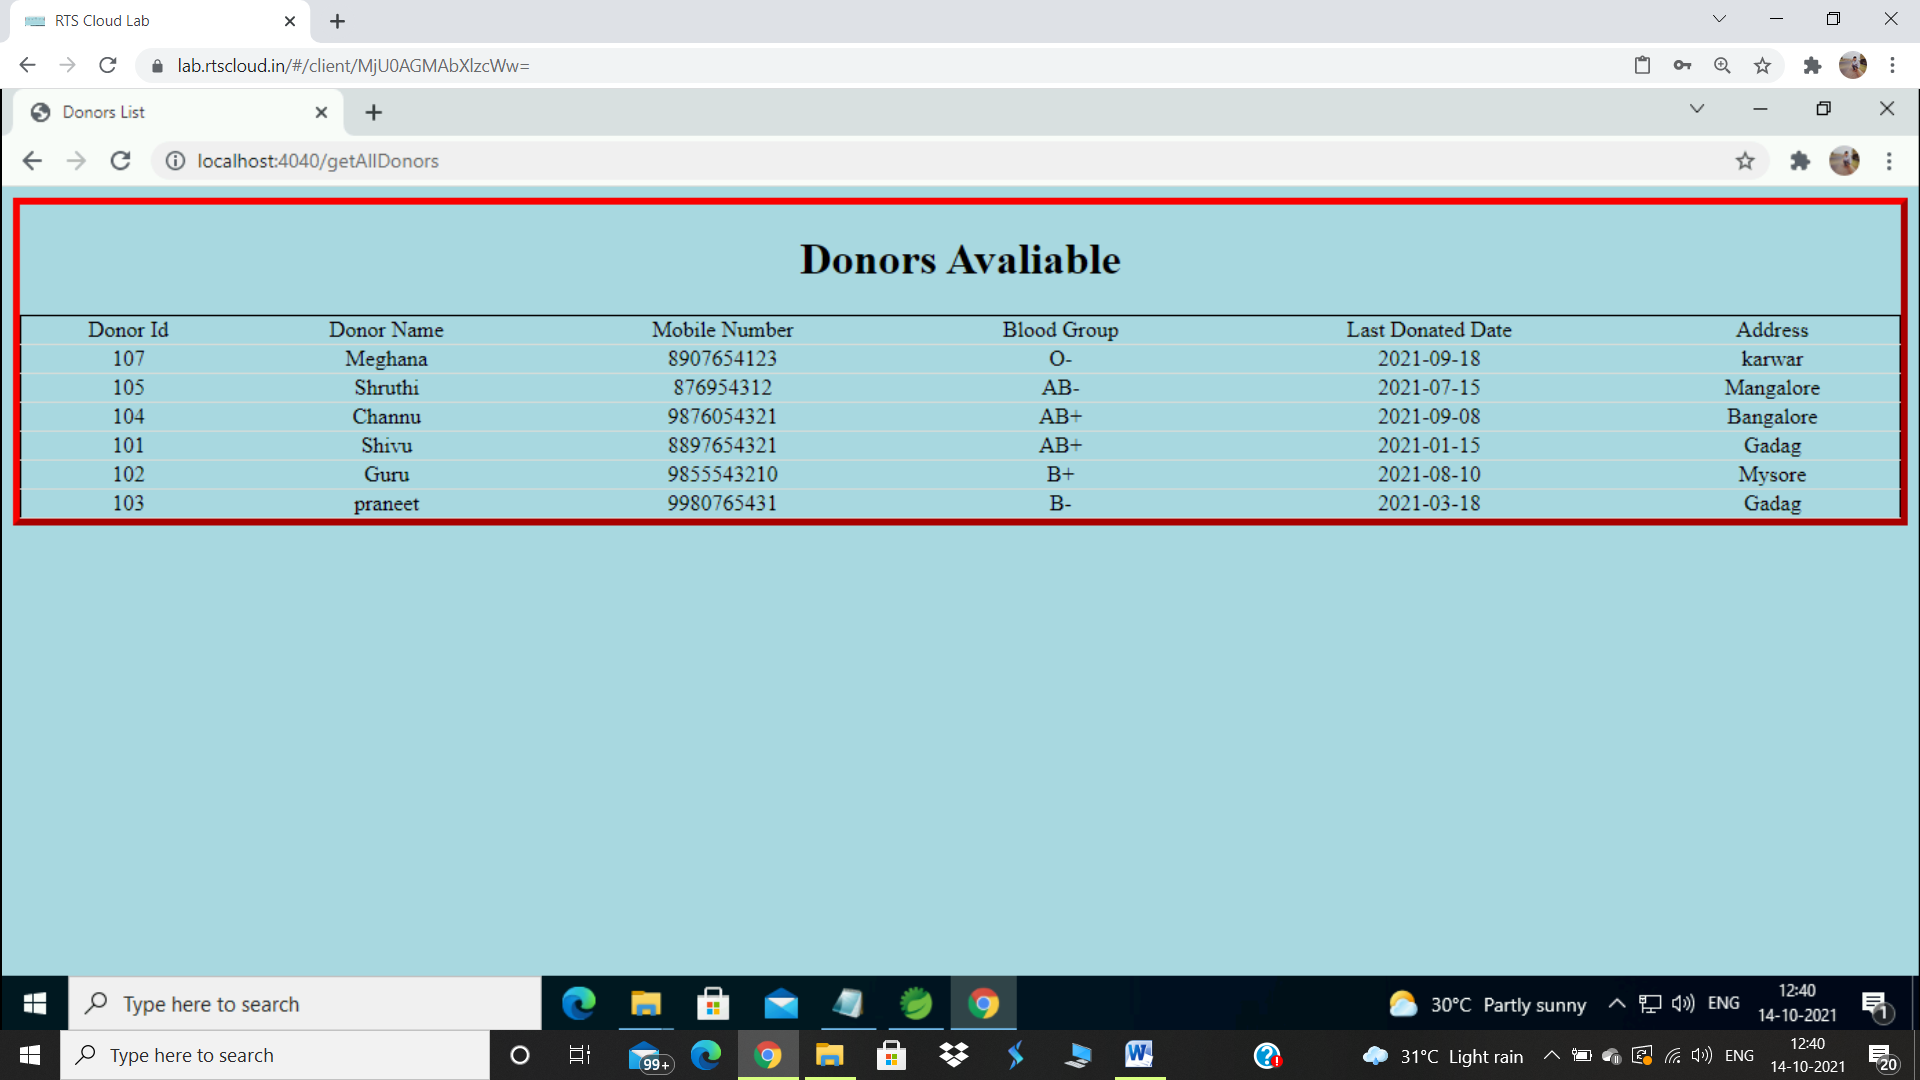 RTS Cloud Lab
lab.rtscloud.in/#/client/MjU0AGMAbXlzcWw=
Donors List
localhost:4040/getAllDonors
Donors Avaliable
Donor Id Donor Name Mobile Number Blood Group Last Donated Date Address
107 Meghana 8907654123 O- 2021-09-18 karwar
105 Shruthi 876954312 AB- 2021-07-15 Mangalore
104 Channu 9876054321 AB+ 2021-09-08 Bangalore
101 Shivu 8897654321 AB+ 2021-01-15 Gadag
102 Guru 9855543210 B+ 2021-08-10 Mysore
103 praneet 9980765431 B- 2021-03-18 Gadag
Type here to search 30°C Partly sunny ENG 12:40
14-10-2021 1
Type here to search 99+ W 31°C Light rain ENG 12:40
14-10-2021 20